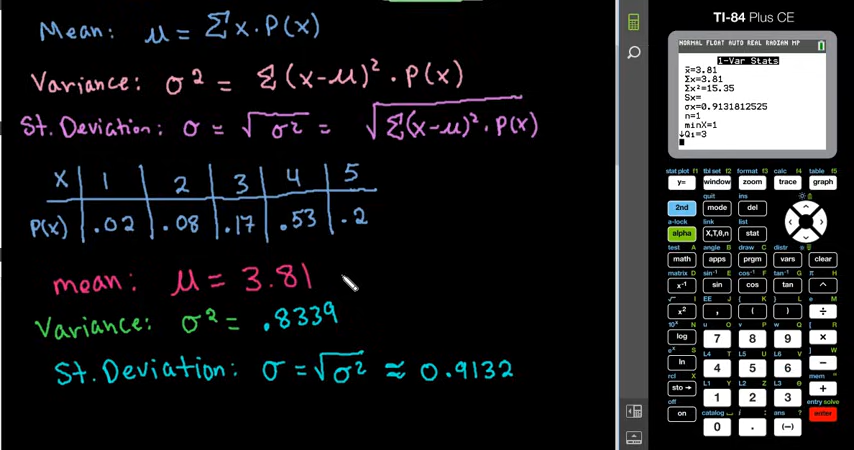 Mean: μ = Σx·P(x)
Variance: σ² = Σ(x-μ)²·P(x)
St. Deviation: σ = √σ² = √Σ(x-μ)²·P(x)
X 1 2 3 4 5
P(x) .02 .08 .17 .53 .2
mean: μ = 3.81
Variance: σ² = .8339
St. Deviation: σ = √σ² ≈ 0.9132
TI-84 Plus CE
NORMAL FLOAT AUTO REAL RADIAN MP
1-Var Stats
x̄=3.81
Σx=3.81
Σx²=15.35
Sx=
σx=0.9131812525
n=1
minX=1
↓Q₁=3
stat plot f1 tbl set f2 format f3 calc f4 table f5
y= window zoom trace graph
quit ins
2nd mode del
a-lock link list
alpha X,T,θ,n stat
test A angle B draw C distr
math apps prgm vars clear
matrix D sin⁻¹ E cos⁻¹ F tan⁻¹ G π H
x⁻¹ sin cos tan ^
√ I EE J { K } L e M
x² , ( ) ÷
10ˣ N u O v P w Q [ R
log 7 8 9 ×
eˣ S L4 T L5 U L6 V ] W
ln 4 5 6 −
rcl X L1 Y L2 Z L3 θ mem "
sto→ 1 2 3 +
off catalog i : ans ? entry solve
on 0 . (−) enter